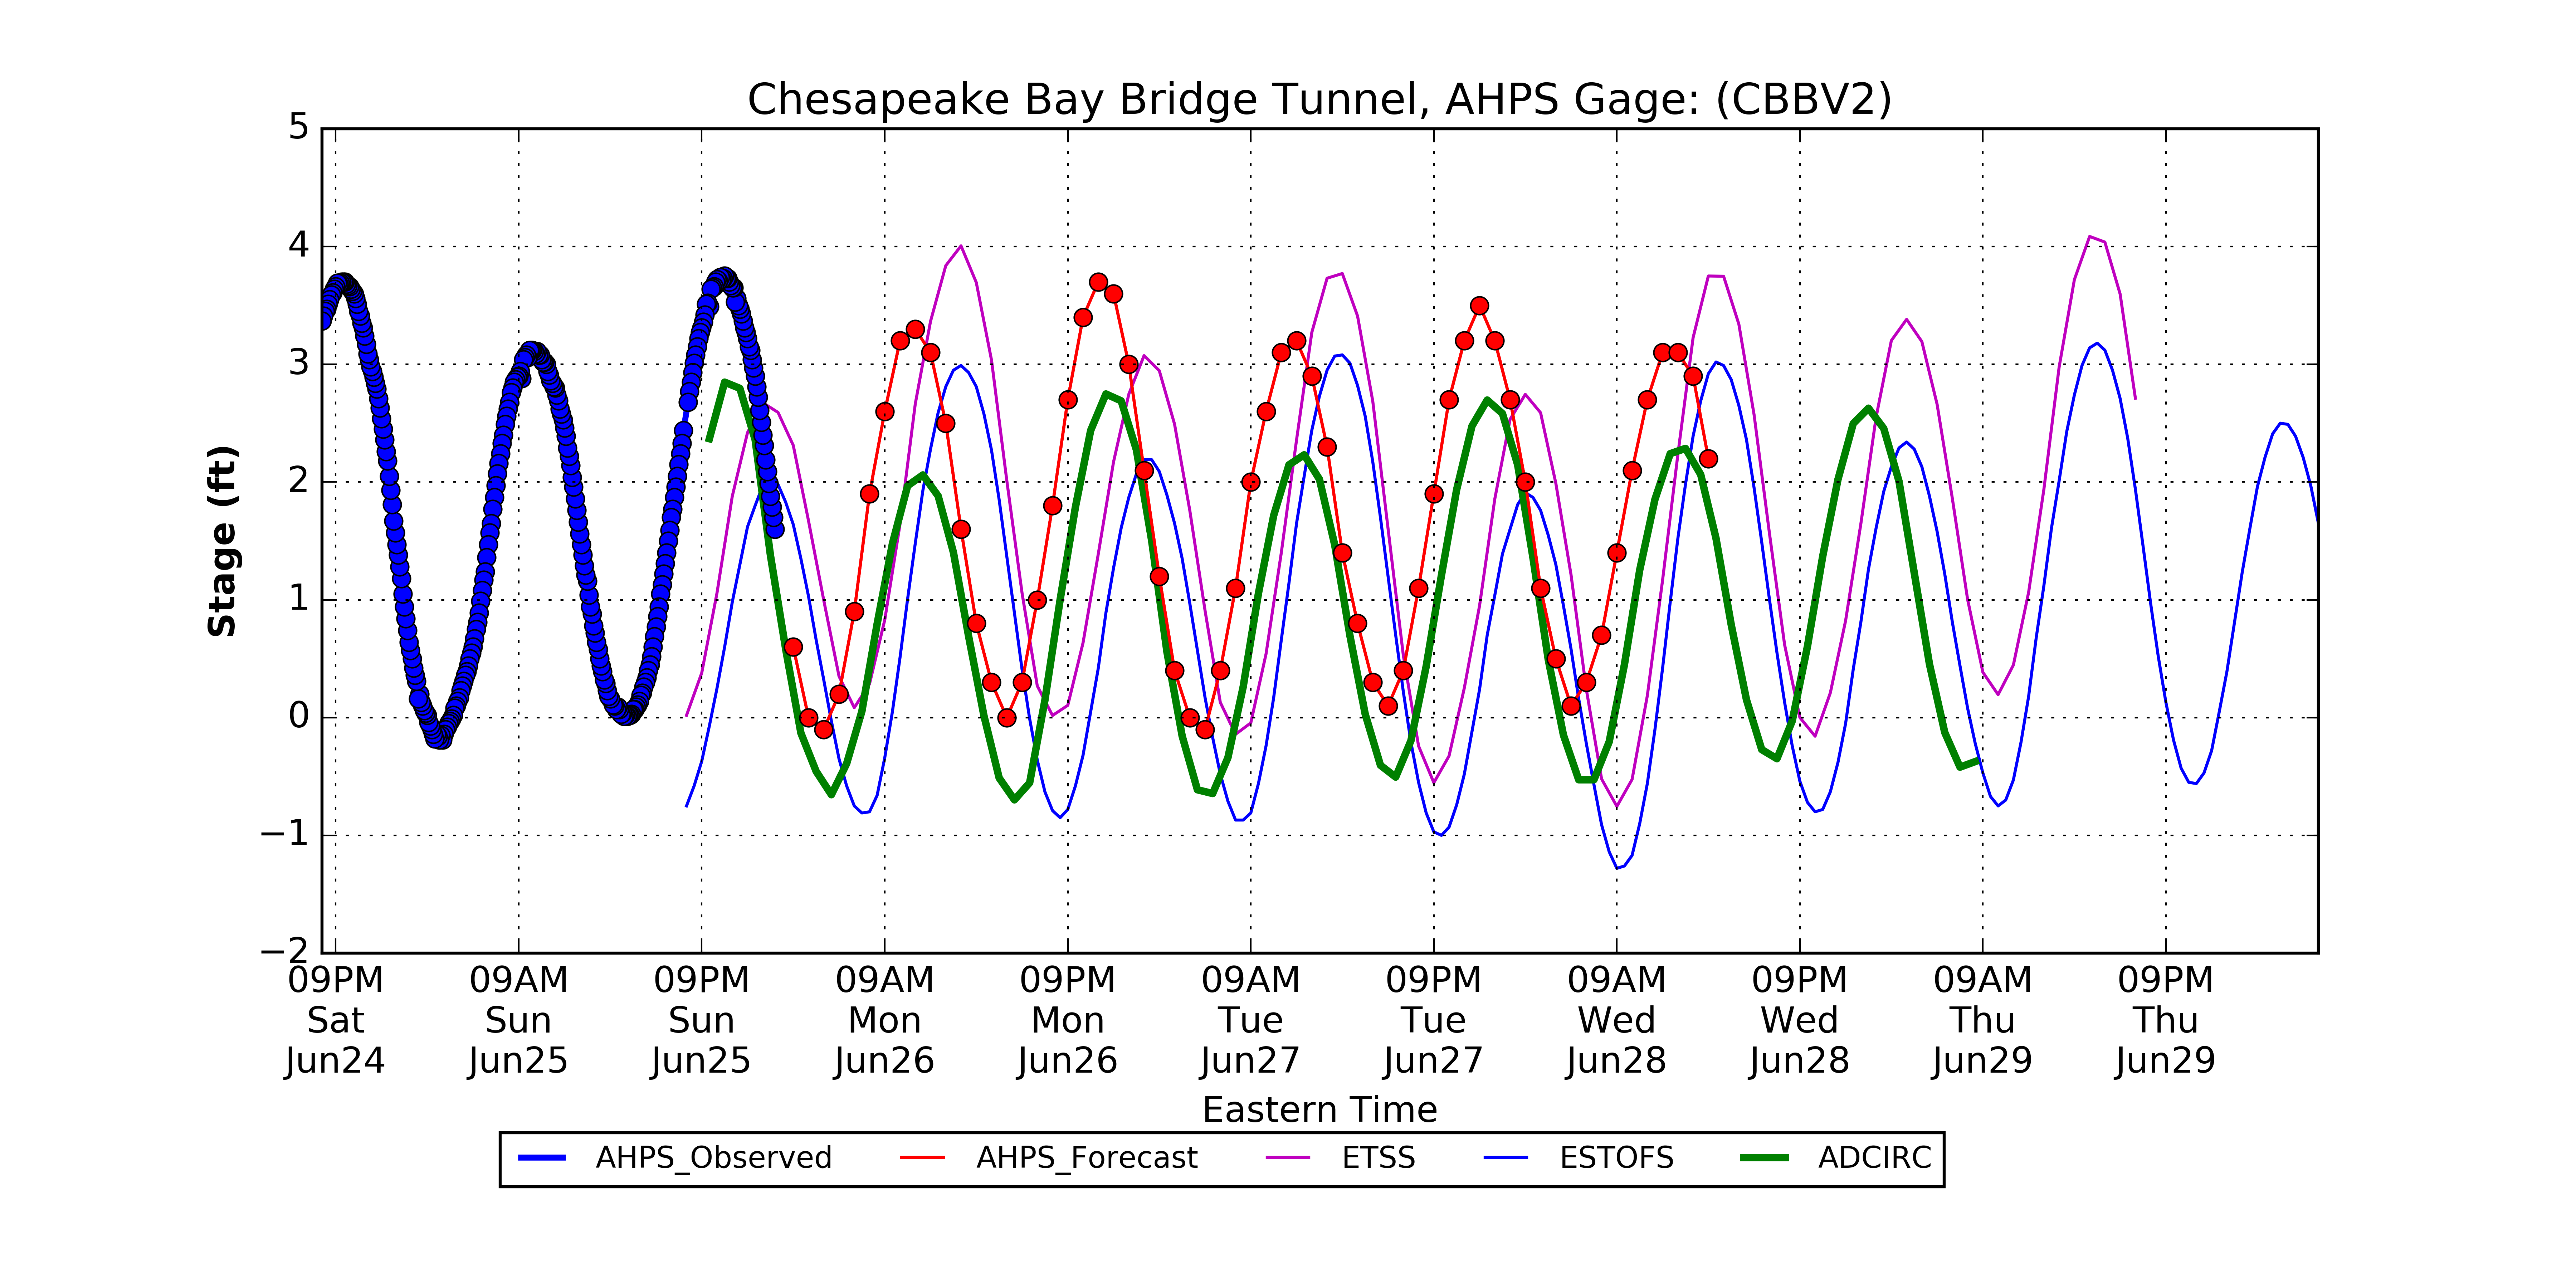 Chesapeake Bay Bridge Tunnel, AHPS Gage: (CBBV2)
5
4
3
2
1
0
−1
−2
Stage (ft)
09PM 09AM 09PM 09AM 09PM 09AM 09PM 09AM 09PM 09AM 09PM
Sat Sun Sun Mon Mon Tue Tue Wed Wed Thu Thu
Jun24 Jun25 Jun25 Jun26 Jun26 Jun27 Jun27 Jun28 Jun28 Jun29 Jun29
Eastern Time
AHPS_Observed AHPS_Forecast ETSS ESTOFS ADCIRC